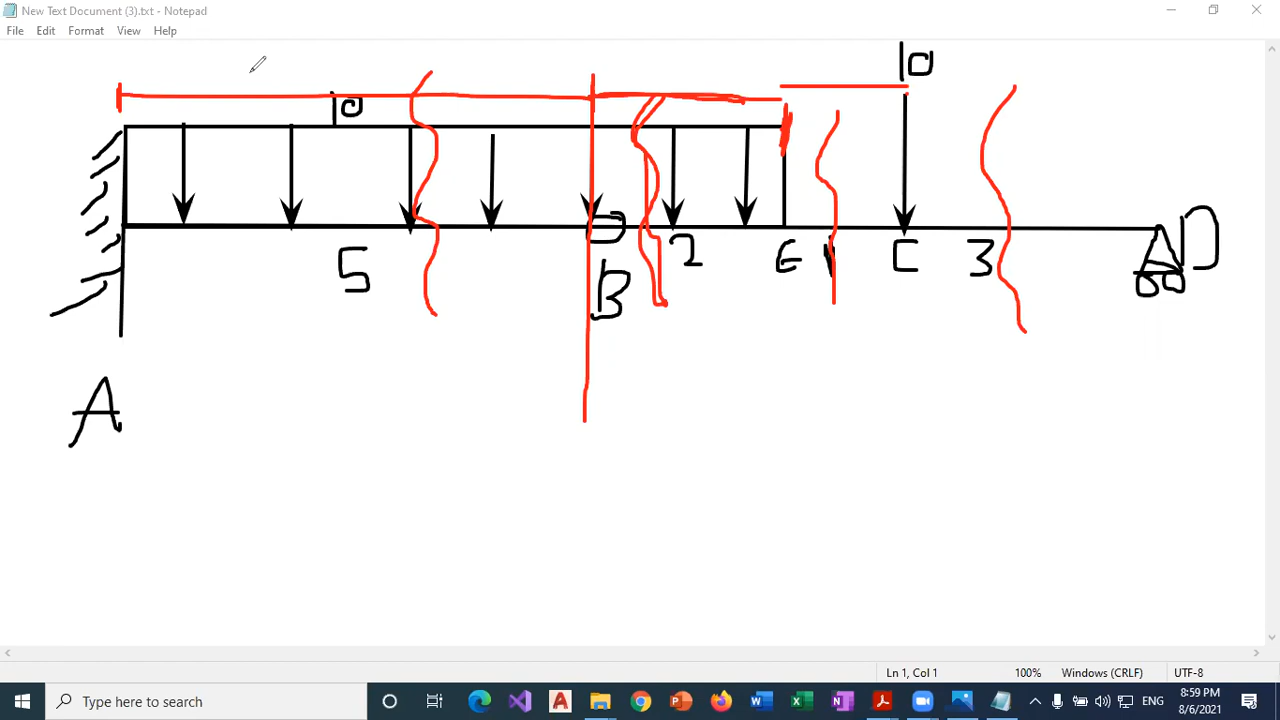 New Text Document (3).txt - Notepad
File Edit Format View Help
10
10
5 B 2 E 1 C 3 D
A
Ln 1, Col 1 100% Windows (CRLF) UTF-8
Type here to search
ENG
8:59 PM
8/6/2021